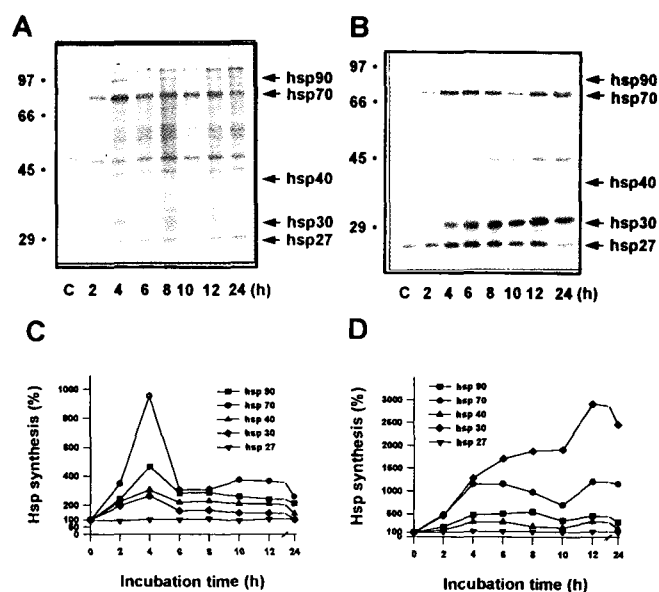 A
97
66
45
29
hsp90
hsp70
hsp40
hsp30
hsp27
C 2 4 6 8 10 12 24 (h)
B
97
66
45
29
hsp90
hsp70
hsp40
hsp30
hsp27
C 2 4 6 8 10 12 24 (h)
C
Hsp synthesis (%)
1000
800
600
400
200
100
50
0
hsp 90
hsp 70
hsp 40
hsp 30
hsp 27
0 2 4 6 8 10 12 24
Incubation time (h)
D
Hsp synthesis (%)
3000
2500
2000
1500
1000
500
100
0
hsp 90
hsp 70
hsp 40
hsp 30
hsp 27
0 2 4 6 8 10 12 24
Incubation time (h)